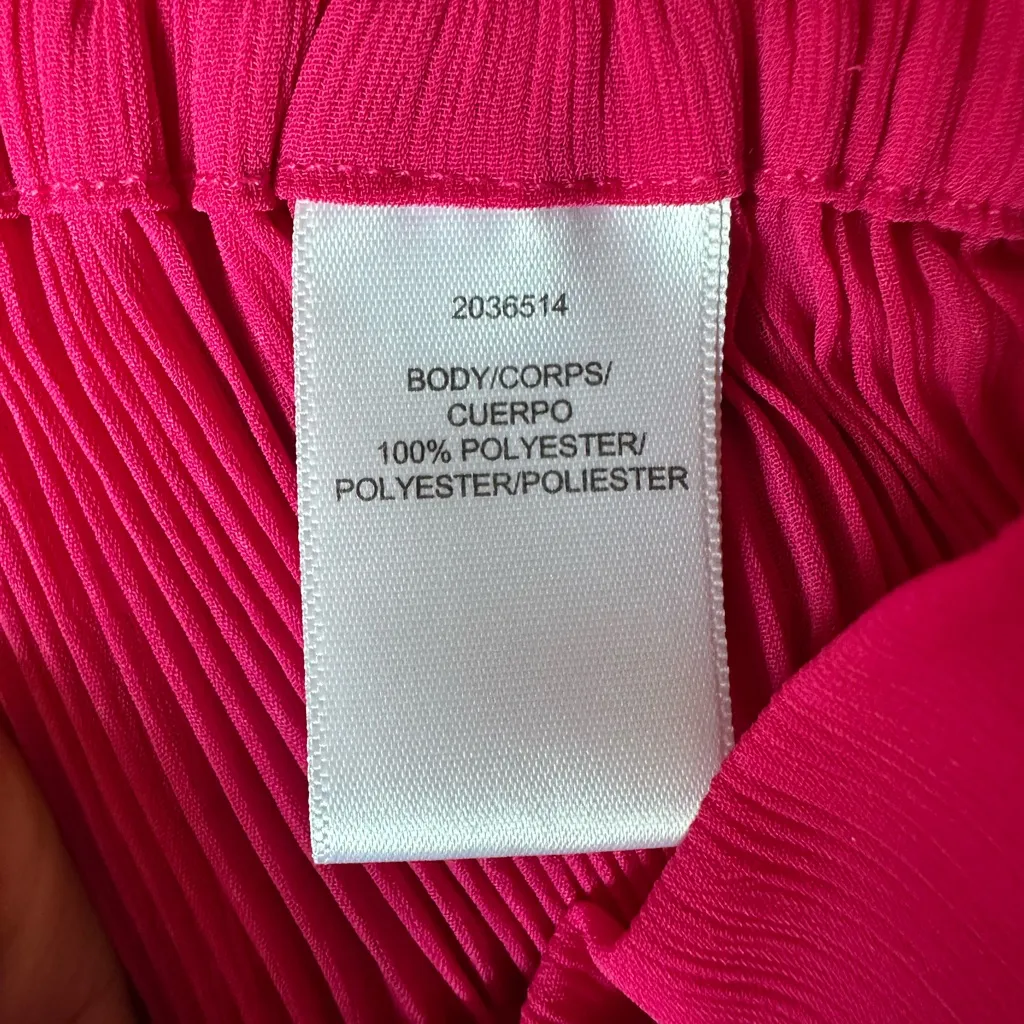 2036514
BODY/CORPS/
CUERPO
100% POLYESTER/
POLYESTER/POLIESTER